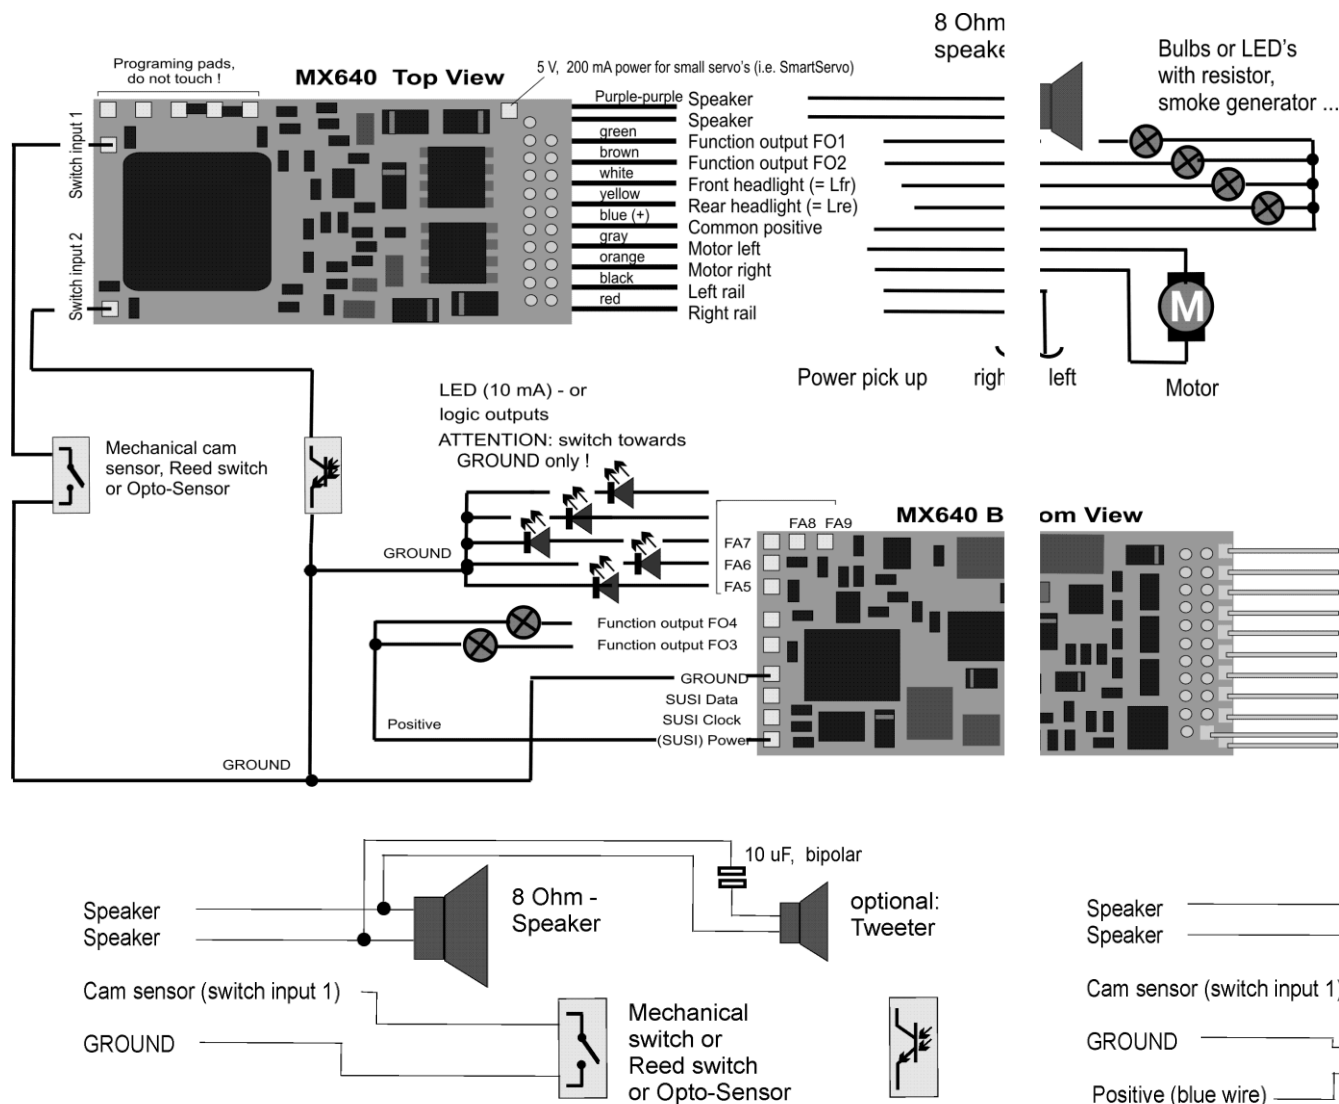 8 Ohm
speake
Bulbs or LED's
with resistor,
smoke generator ...
Programing pads,
do not touch !
MX640 Top View
5 V, 200 mA power for small servo's (i.e. SmartServo)
Switch input 1
Switch input 2
Purple-purple Speaker
Speaker
green Function output FO1
brown Function output FO2
white Front headlight (= Lfr)
yellow Rear headlight (= Lre)
blue (+) Common positive
gray Motor left
orange Motor right
black Left rail
red Right rail
M
Power pick up righ left
Motor
LED (10 mA) - or
logic outputs
ATTENTION: switch towards
GROUND only !
Mechanical cam
sensor, Reed switch
or Opto-Sensor
MX640 B om View
FA8 FA9
FA7
FA6
FA5
GROUND
Function output FO4
Function output FO3
GROUND
SUSI Data
SUSI Clock
(SUSI) Power
Positive
GROUND
10 uF, bipolar
8 Ohm -
Speaker
optional:
Tweeter
Speaker
Speaker
Cam sensor (switch input 1)
GROUND
Mechanical
switch or
Reed switch
or Opto-Sensor
Speaker
Speaker
Cam sensor (switch input 1)
GROUND
Positive (blue wire)